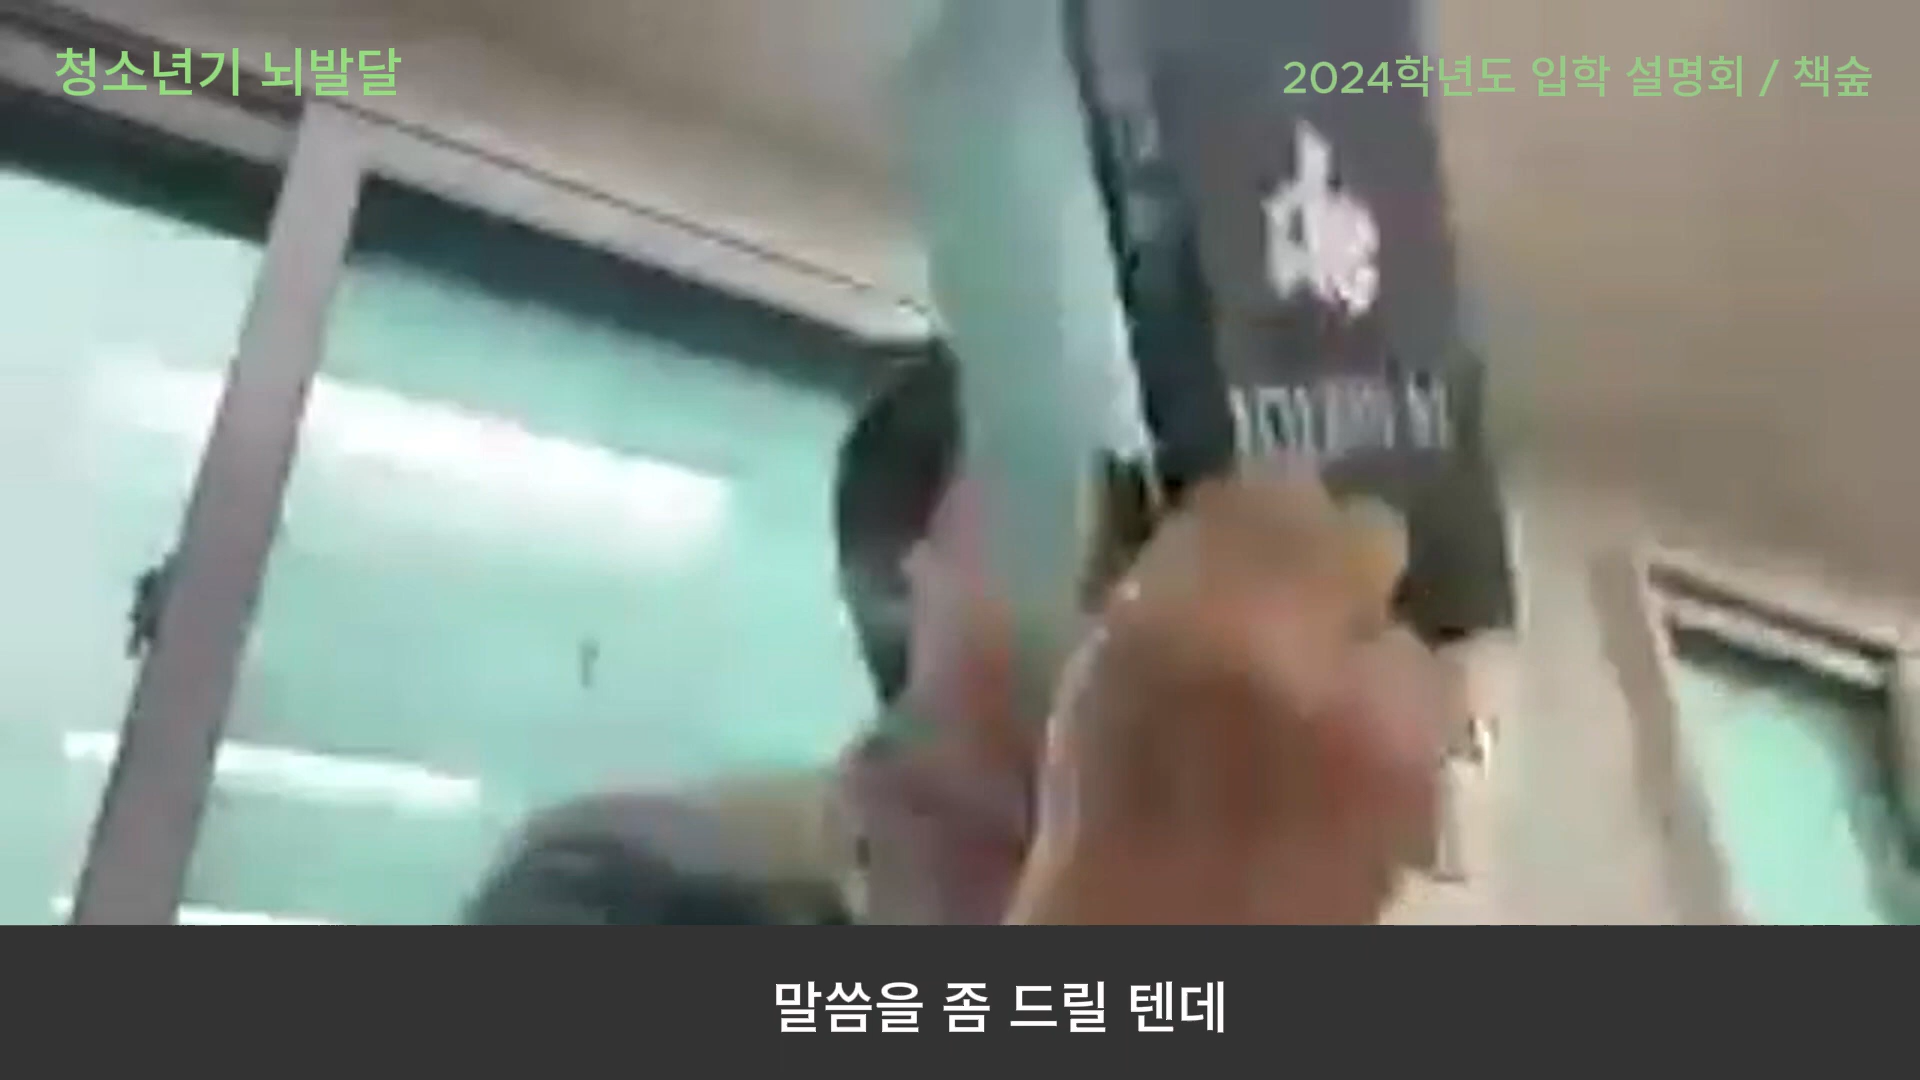 청소년기 뇌발달
2024학년도 입학 설명회 / 책숲
말씀을 좀 드릴 텐데